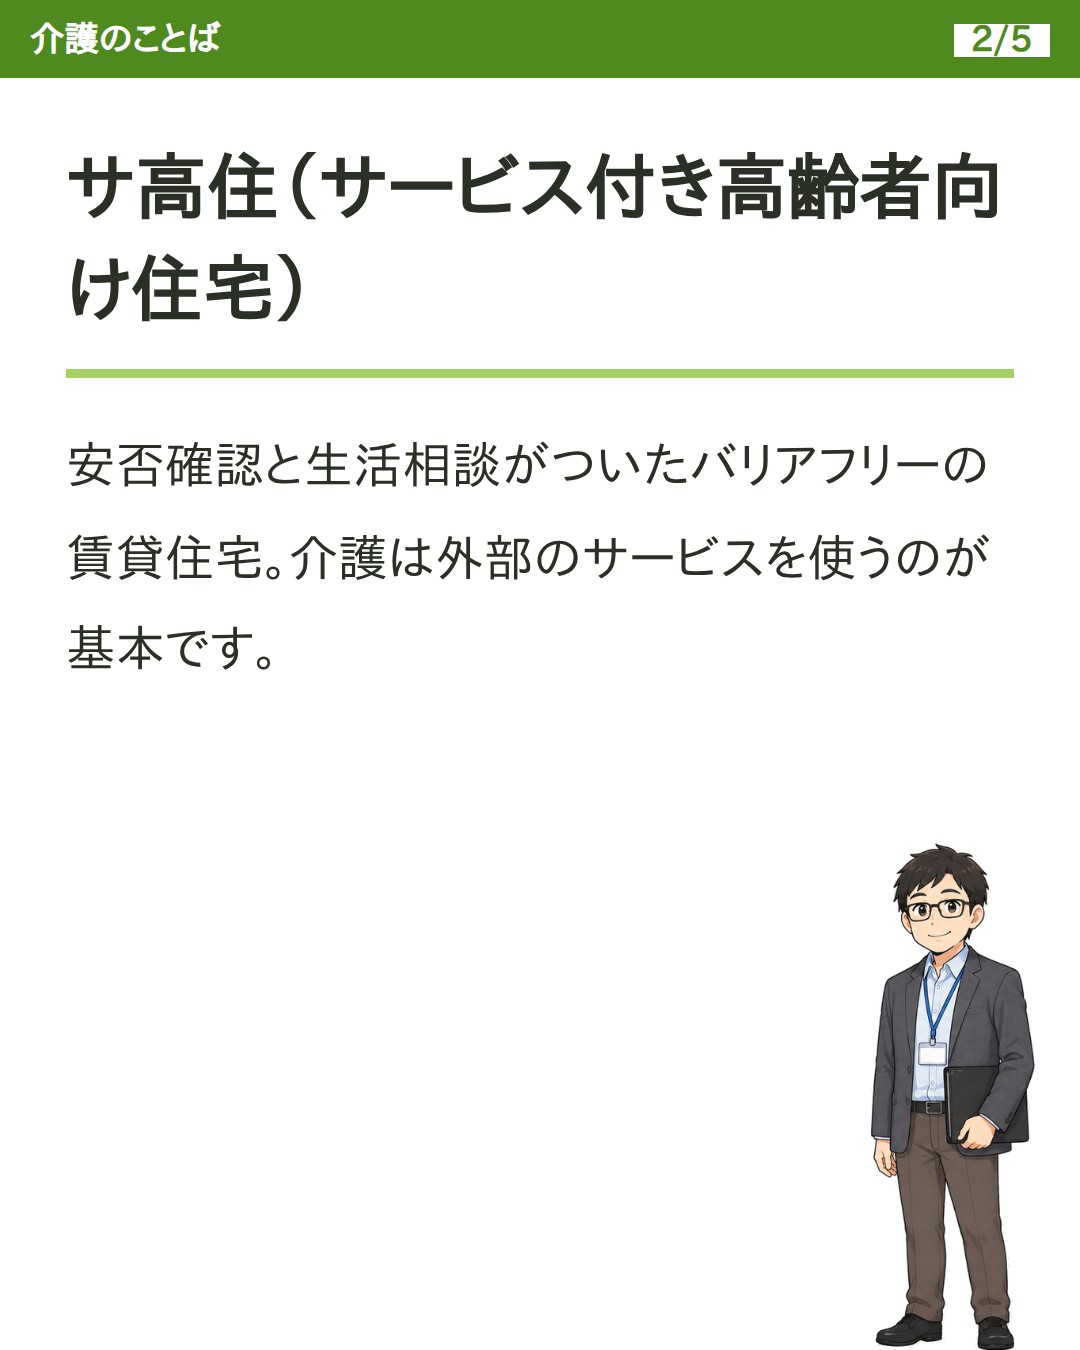 介護のことば
2/5
サ高住（サービス付き高齢者向
け住宅）
安否確認と生活相談がついたバリアフリーの
賃貸住宅。介護は外部のサービスを使うのが
基本です。